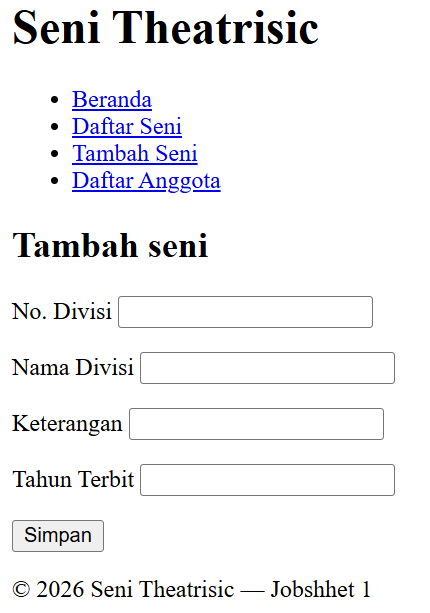 Seni Theatrisic
Beranda
Daftar Seni
Tambah Seni
Daftar Anggota
Tambah seni
No. Divisi
Nama Divisi
Keterangan
Tahun Terbit
Simpan
© 2026 Seni Theatrisic — Jobshhet 1